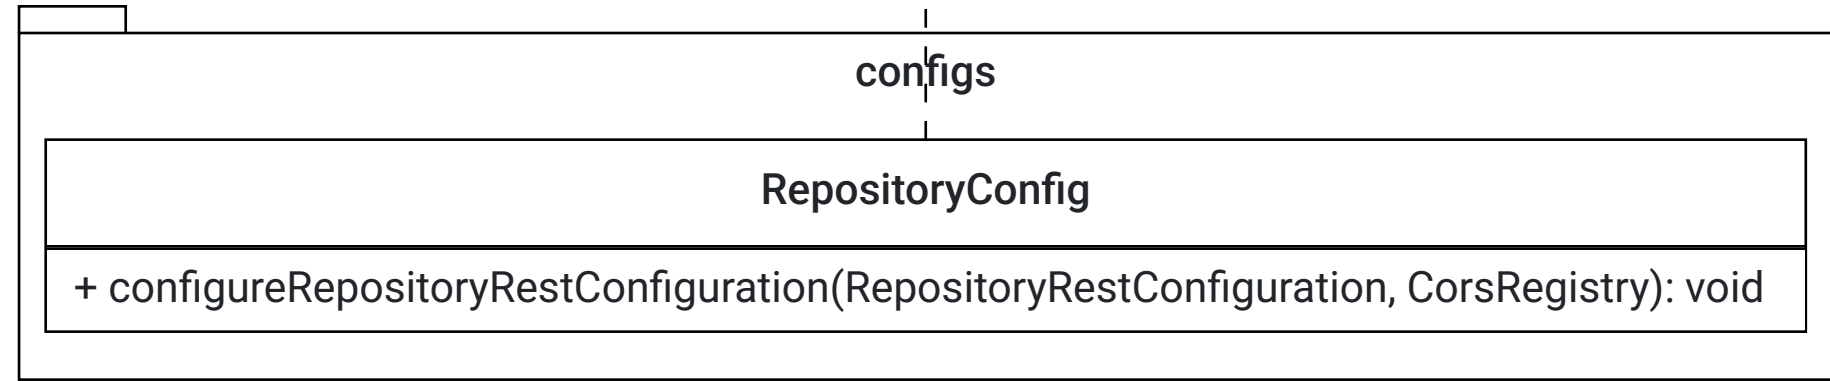 configs
RepositoryConfig
+ configureRepositoryRestConfiguration(RepositoryRestConfiguration, CorsRegistry): void